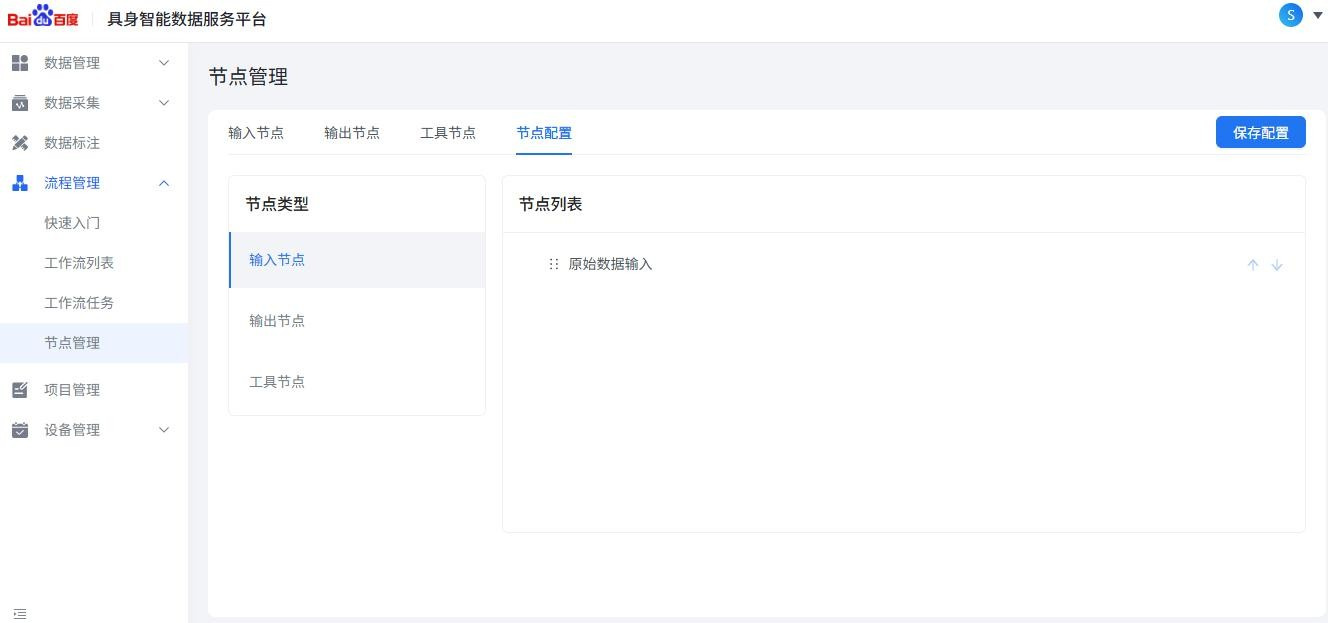 Bai du 百度 具身智能数据服务平台 S
数据管理
数据采集
数据标注
流程管理
快速入门
工作流列表
工作流任务
节点管理
项目管理
设备管理
节点管理
输入节点 输出节点 工具节点 节点配置 保存配置
节点类型
输入节点
输出节点
工具节点
节点列表
原始数据输入